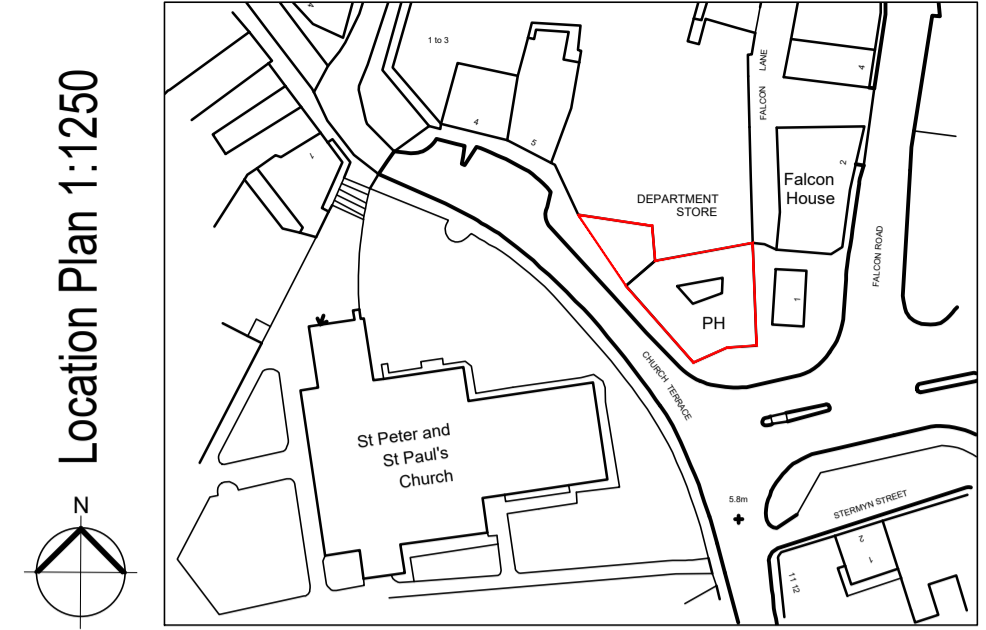 Location Plan 1:1250
N
4
1 to 3
4
5
1
FALCON LANE
4
2
Falcon
House
DEPARTMENT
STORE
FALCON ROAD
1
PH
CHURCH TERRACE
St Peter and
St Paul's
Church
5.8m
STERMYN STREET
2
1
11 12